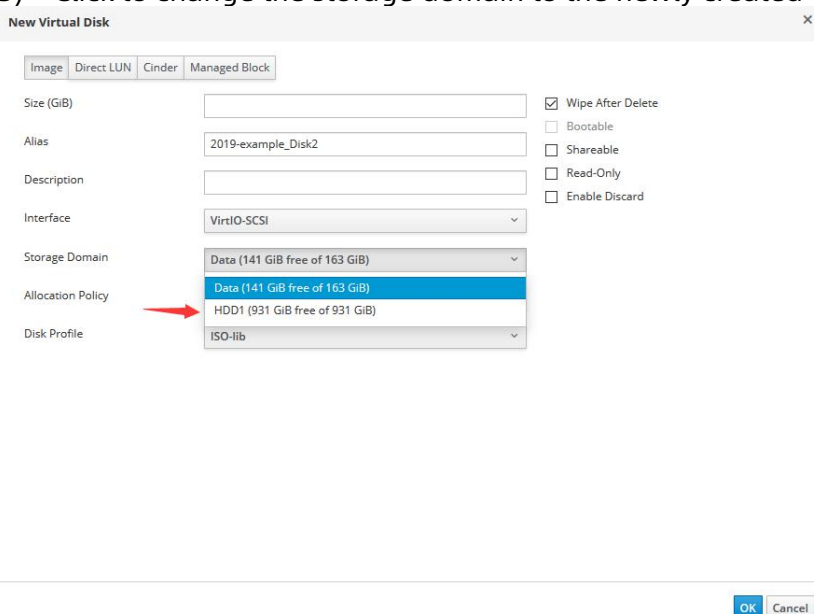 Click to change the storage domain to the newly created
New Virtual Disk
×
Image Direct LUN Cinder Managed Block
Size (GiB)
Wipe After Delete
Bootable
Alias
2019-example_Disk2
Shareable
Description
Read-Only
Enable Discard
Interface
VirtIO-SCSI
Storage Domain
Data (141 GiB free of 163 GiB)
Data (141 GiB free of 163 GiB)
Allocation Policy
HDD1 (931 GiB free of 931 GiB)
Disk Profile
ISO-lib
OK Cancel